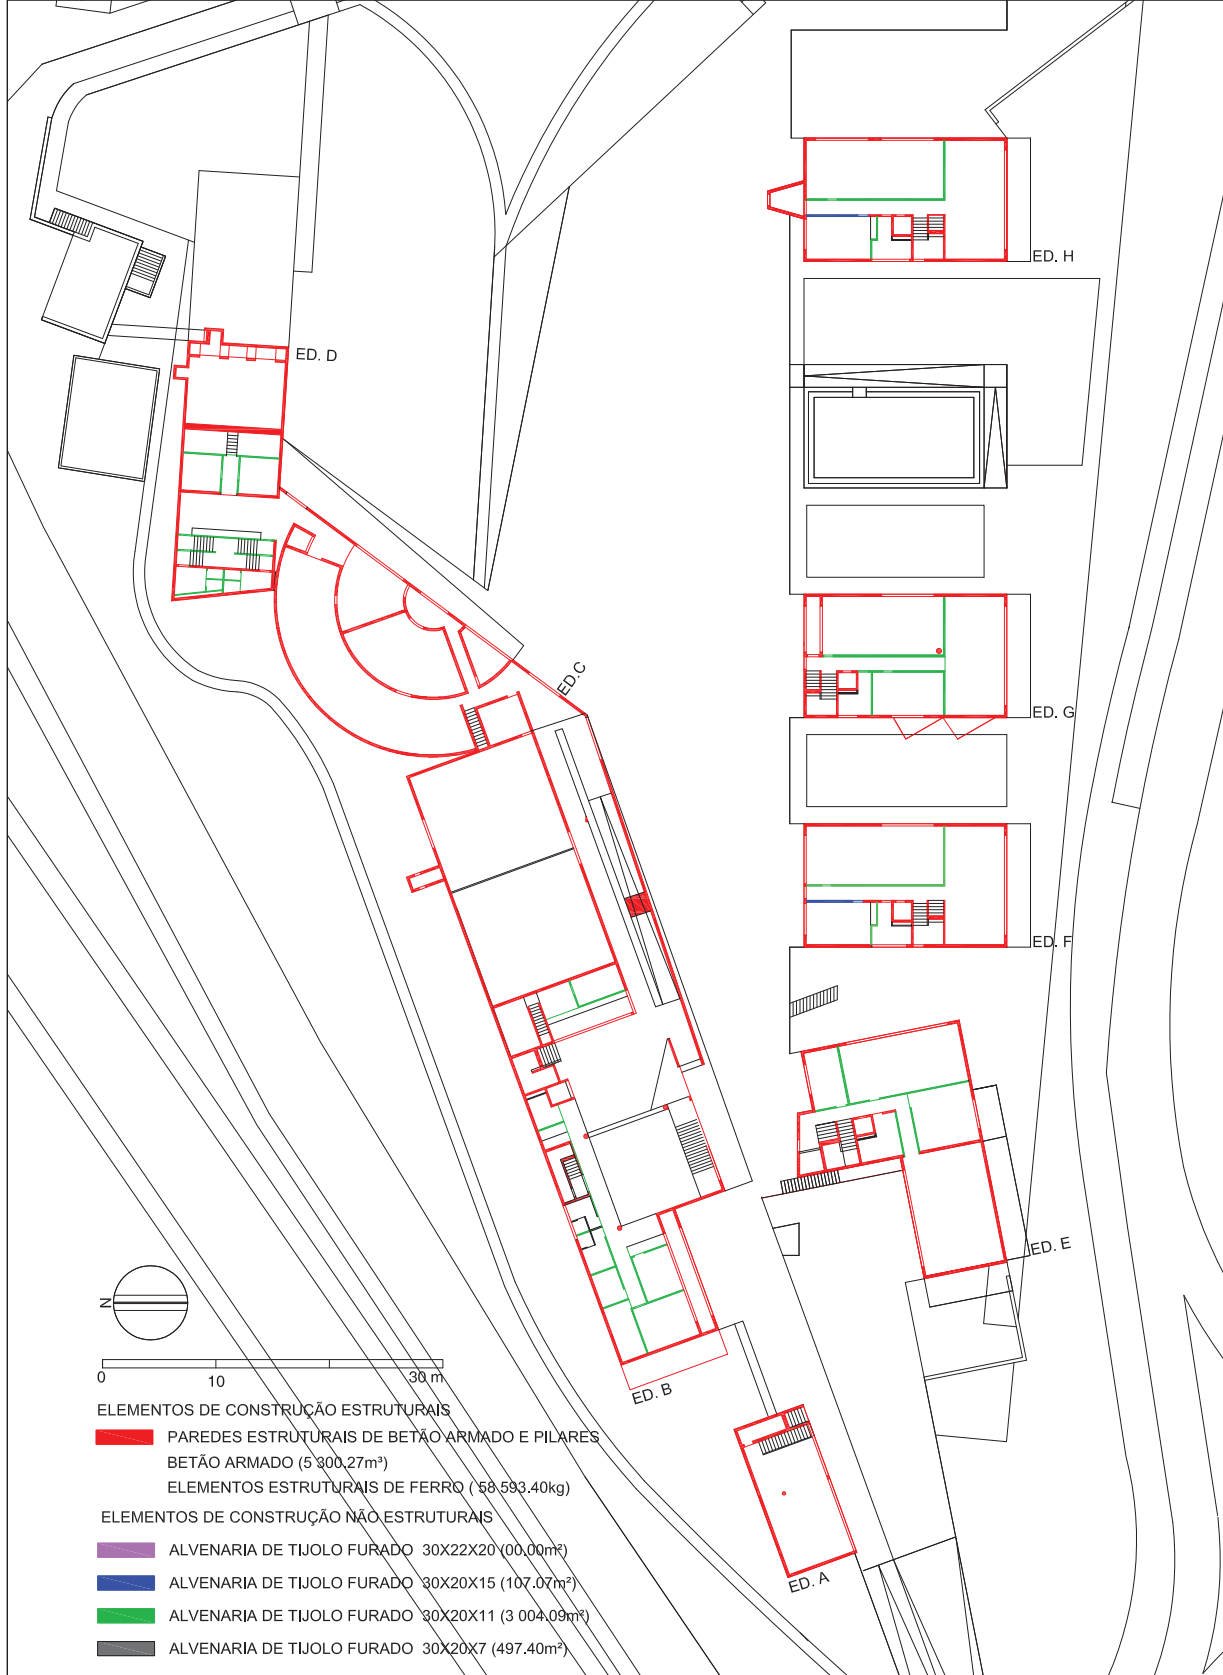 ED. H
ED. D
ED.C
ED. G
ED. F
ED. E
N
0 10 30 m
ED. B
ELEMENTOS DE CONSTRUÇÃO ESTRUTURAIS
PAREDES ESTRUTURAIS DE BETÃO ARMADO E PILARES
BETÃO ARMADO (5 300.27m³)
ELEMENTOS ESTRUTURAIS DE FERRO ( 58 593.40kg)
ELEMENTOS DE CONSTRUÇÃO NÃO ESTRUTURAIS
ALVENARIA DE TIJOLO FURADO 30X22X20 (00.00m²)
ALVENARIA DE TIJOLO FURADO 30X20X15 (107.07m²)
ED. A
ALVENARIA DE TIJOLO FURADO 30X20X11 (3 004.09m²)
ALVENARIA DE TIJOLO FURADO 30X20X7 (497.40m²)